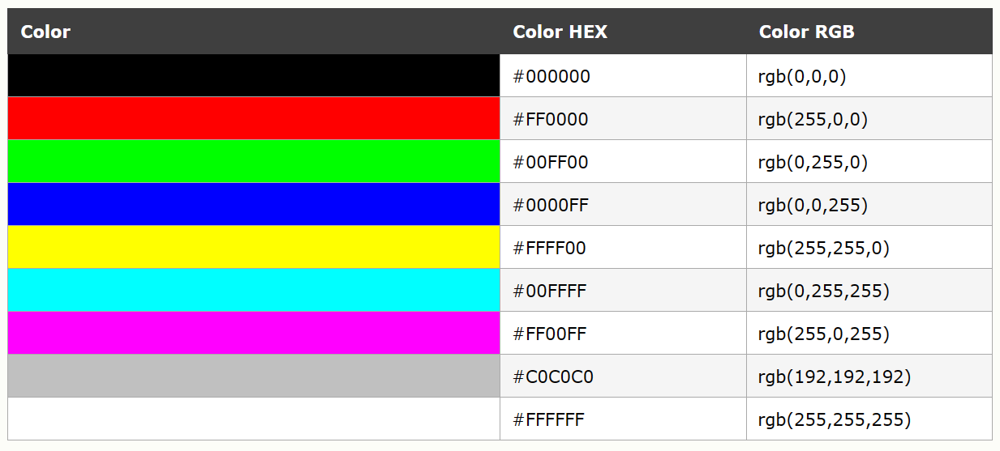 Color Color HEX Color RGB
#000000 rgb(0,0,0)
#FF0000 rgb(255,0,0)
#00FF00 rgb(0,255,0)
#0000FF rgb(0,0,255)
#FFFF00 rgb(255,255,0)
#00FFFF rgb(0,255,255)
#FF00FF rgb(255,0,255)
#C0C0C0 rgb(192,192,192)
#FFFFFF rgb(255,255,255)